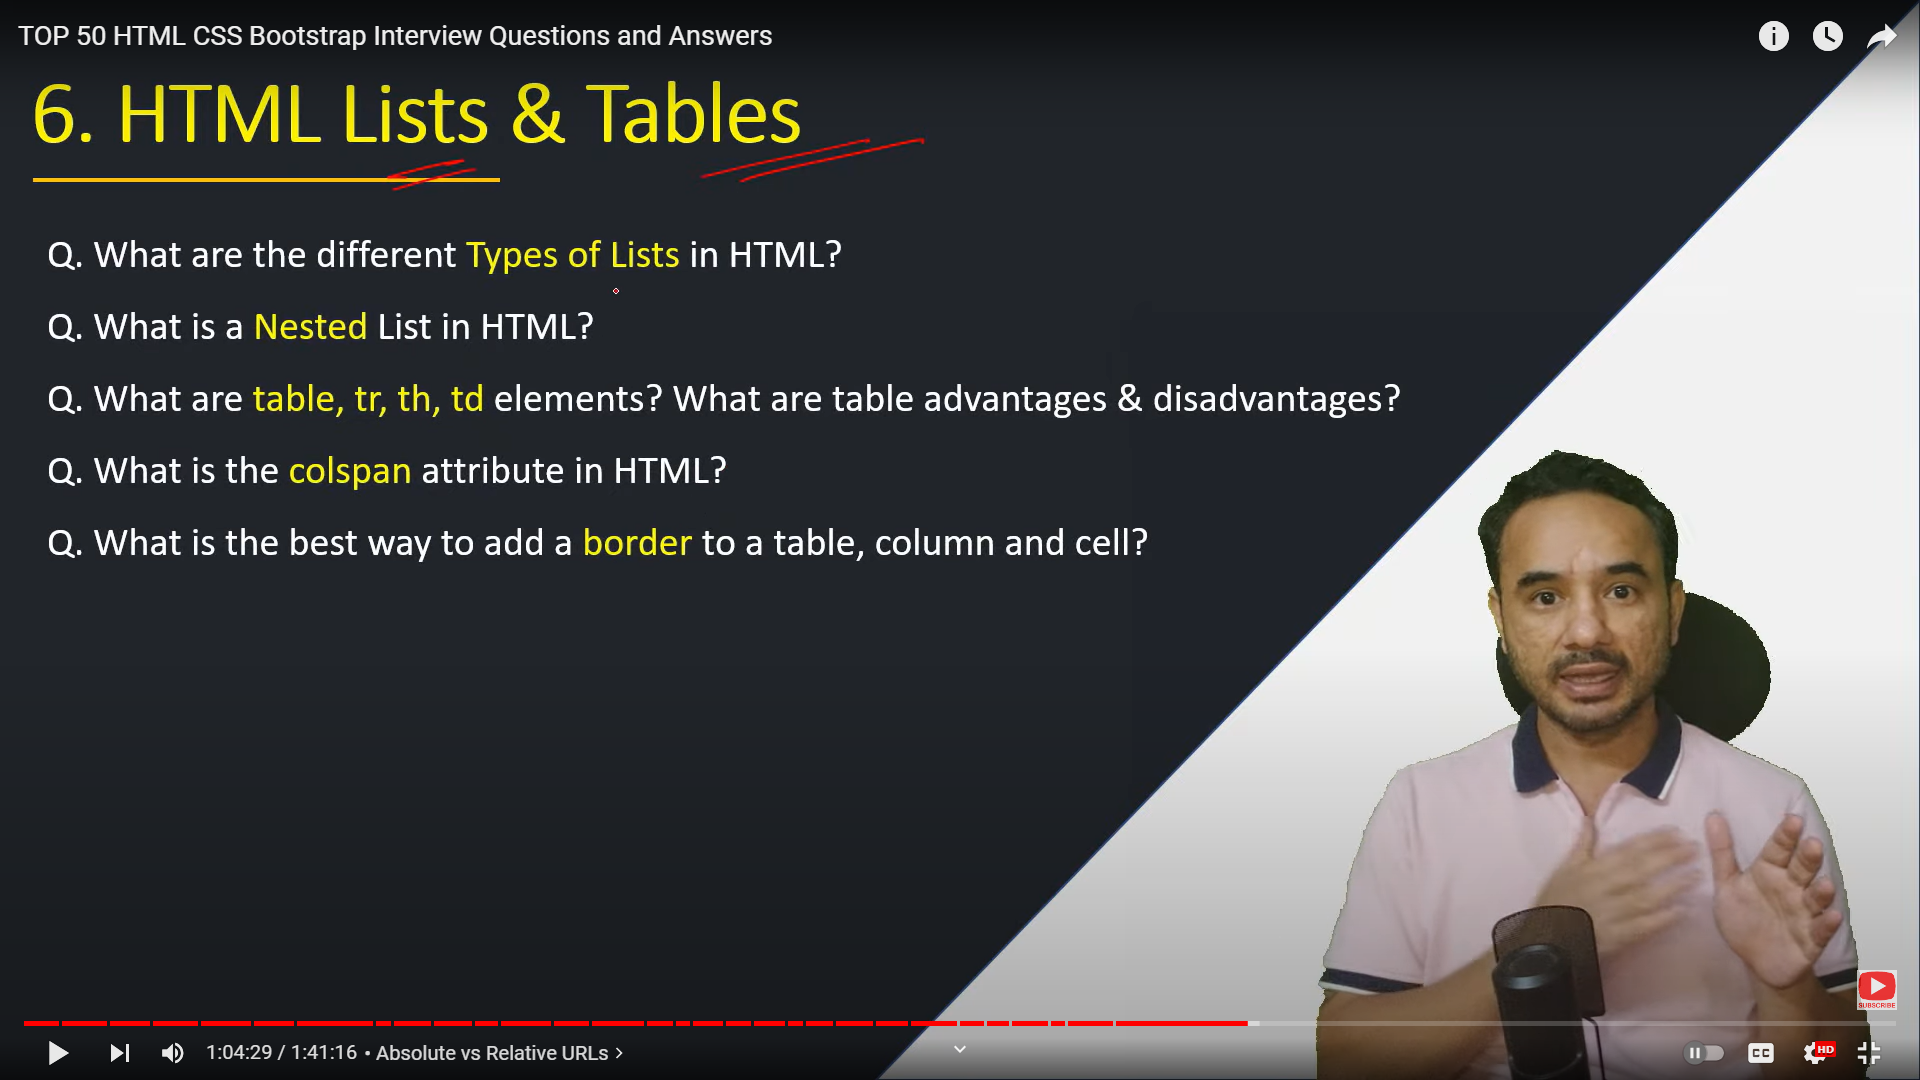 TOP 50 HTML CSS Bootstrap Interview Questions and Answers
6. HTML Lists & Tables
Q. What are the different Types of Lists in HTML?
Q. What is a Nested List in HTML?
Q. What are table, tr, th, td elements? What are table advantages & disadvantages?
Q. What is the colspan attribute in HTML?
Q. What is the best way to add a border to a table, column and cell?
SUBSCRIBE
1:04:29 / 1:41:16 • Absolute vs Relative URLs >
CC
HD